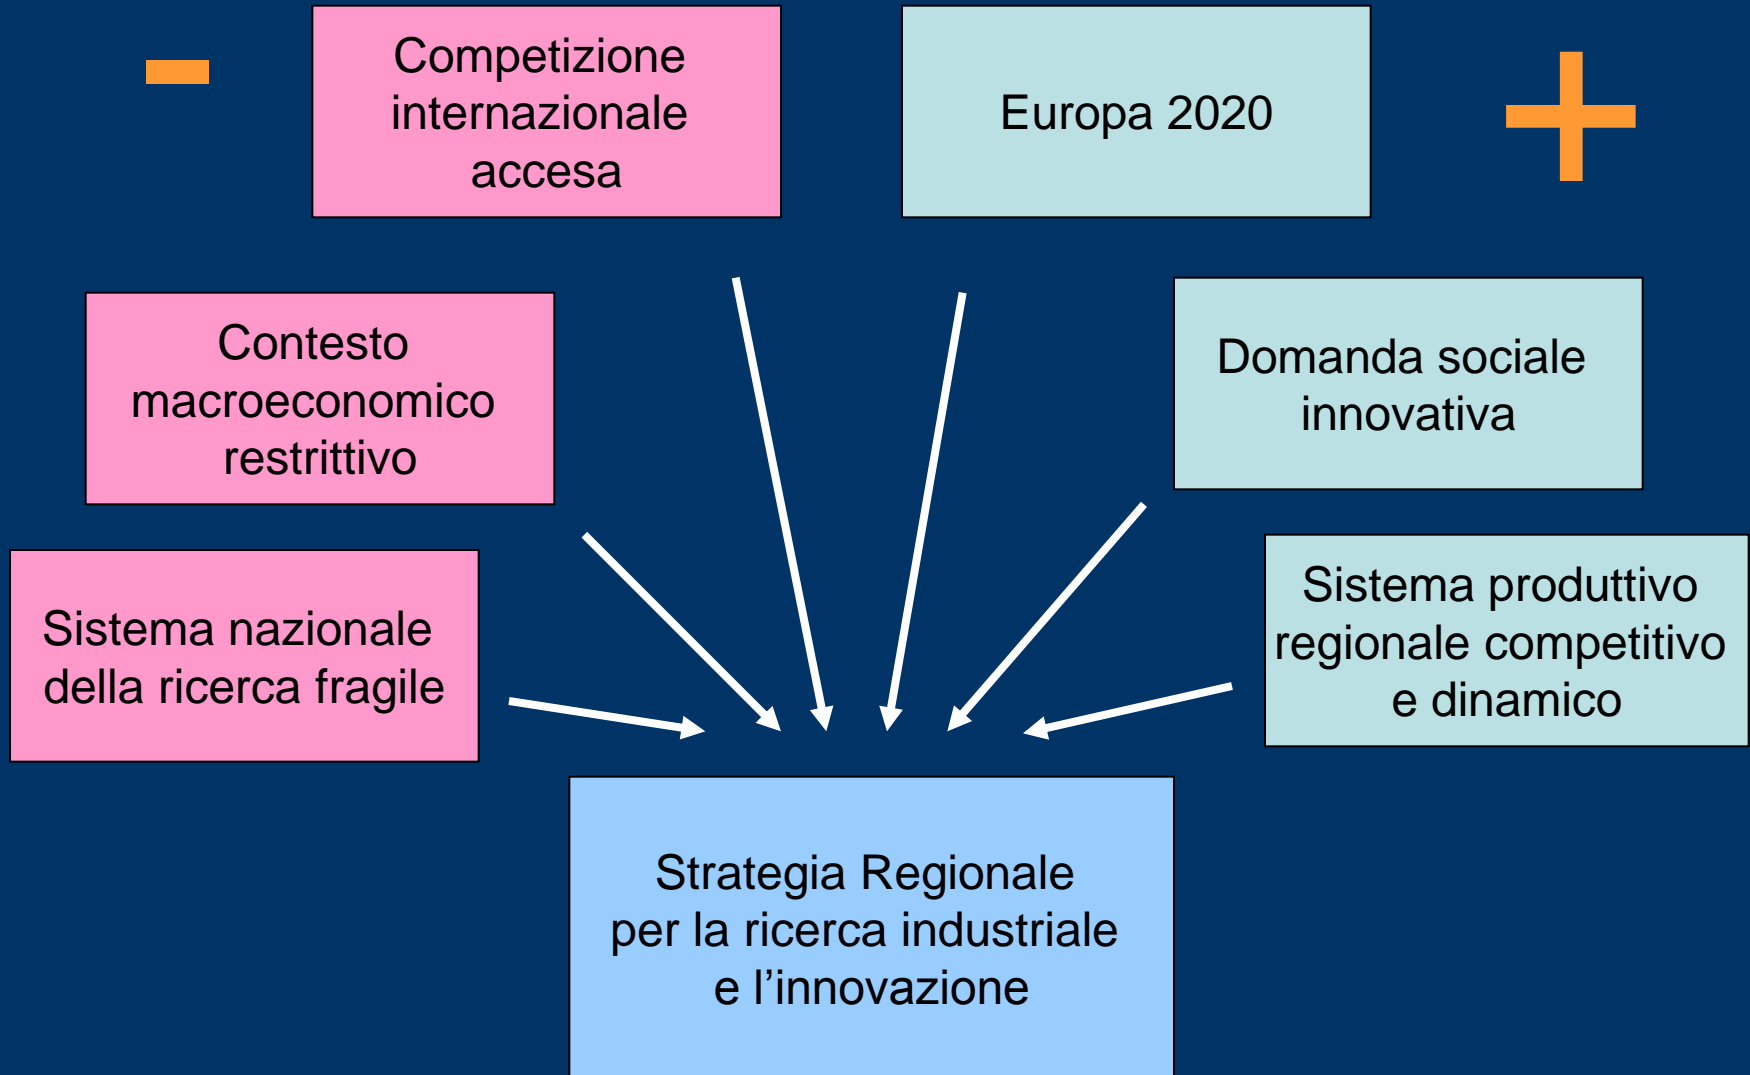 -
Competizione
internazionale
accesa
Europa 2020
+
Contesto
macroeconomico
restrittivo
Domanda sociale
innovativa
Sistema nazionale
della ricerca fragile
Sistema produttivo
regionale competitivo
e dinamico
Strategia Regionale
per la ricerca industriale
e l’innovazione